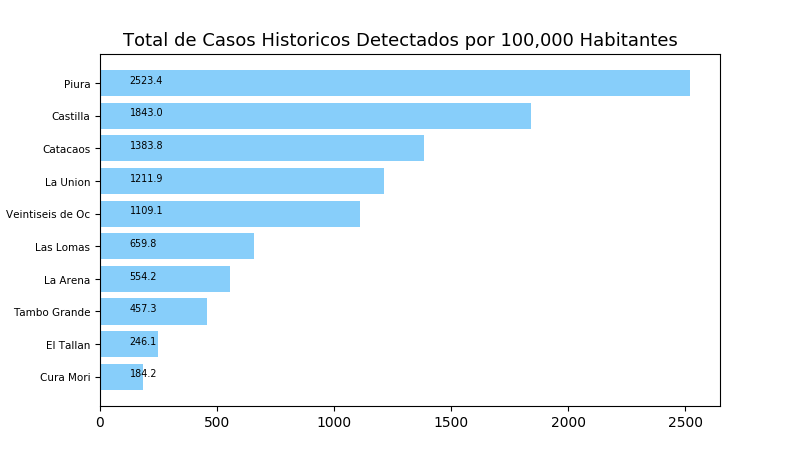 Total de Casos Historicos Detectados por 100,000 Habitantes
Piura 2523.4
Castilla 1843.0
Catacaos 1383.8
La Union 1211.9
Veintiseis de Oc 1109.1
Las Lomas 659.8
La Arena 554.2
Tambo Grande 457.3
El Tallan 246.1
Cura Mori 184.2
0 500 1000 1500 2000 2500